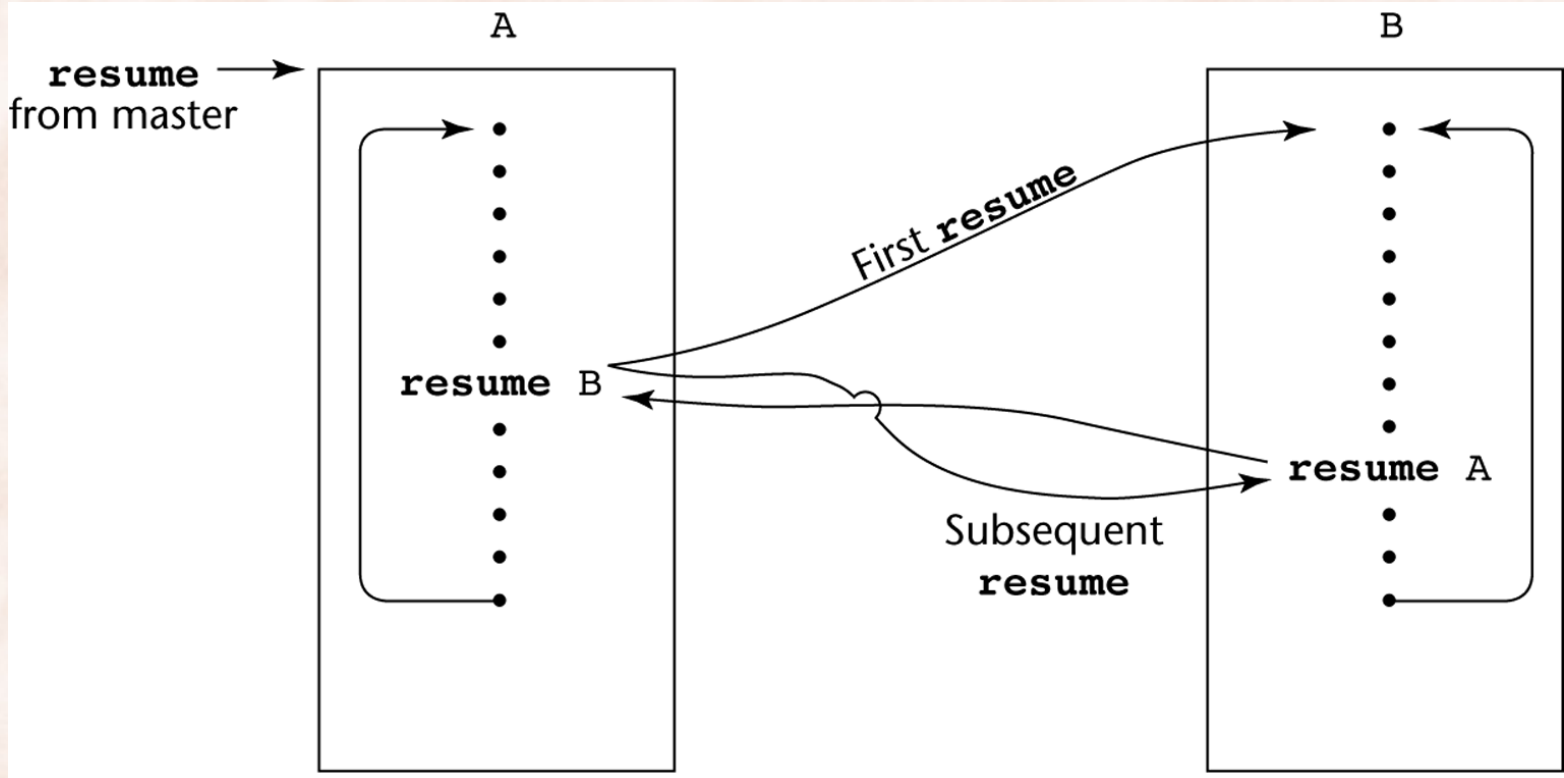 A
B
resume
from master
First resume
resume B
resume A
Subsequent
resume